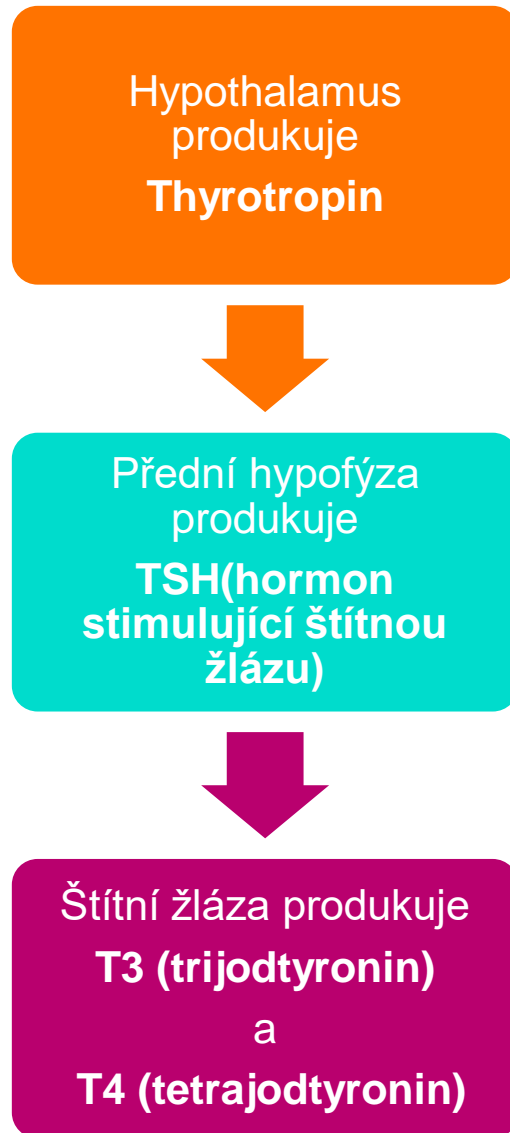 Hypothalamus
produkuje
Thyrotropin
Přední hypofýza
produkuje
TSH(hormon
stimulující štítnou
žlázu)
Štítní žláza produkuje
T3 (trijodtyronin)
a
T4 (tetrajodtyronin)